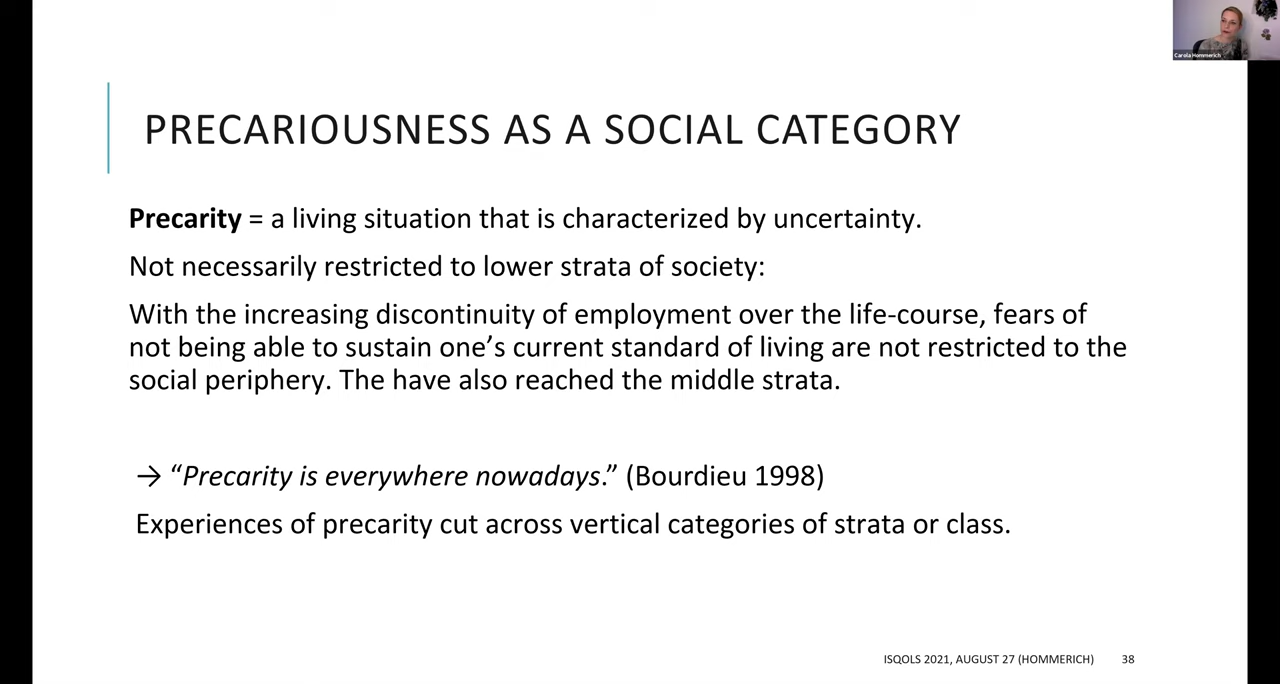 Carola Hommerich
PRECARIOUSNESS AS A SOCIAL CATEGORY
Precarity = a living situation that is characterized by uncertainty.
Not necessarily restricted to lower strata of society:
With the increasing discontinuity of employment over the life-course, fears of
not being able to sustain one’s current standard of living are not restricted to the
social periphery. The have also reached the middle strata.
→ “Precarity is everywhere nowadays.” (Bourdieu 1998)
Experiences of precarity cut across vertical categories of strata or class.
ISQOLS 2021, AUGUST 27 (HOMMERICH) 38